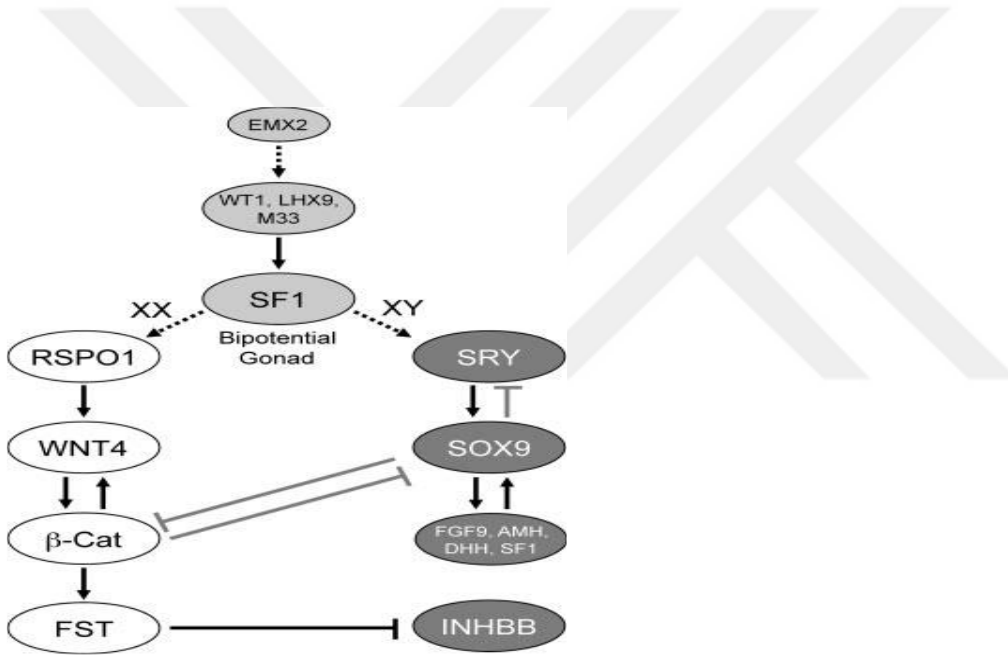 EMX2
WT1, LHX9,
M33
SF1
XX
XY
Bipotential
Gonad
RSPO1
SRY
WNT4
SOX9
β-Cat
FGF9, AMH,
DHH, SF1
FST
INHBB